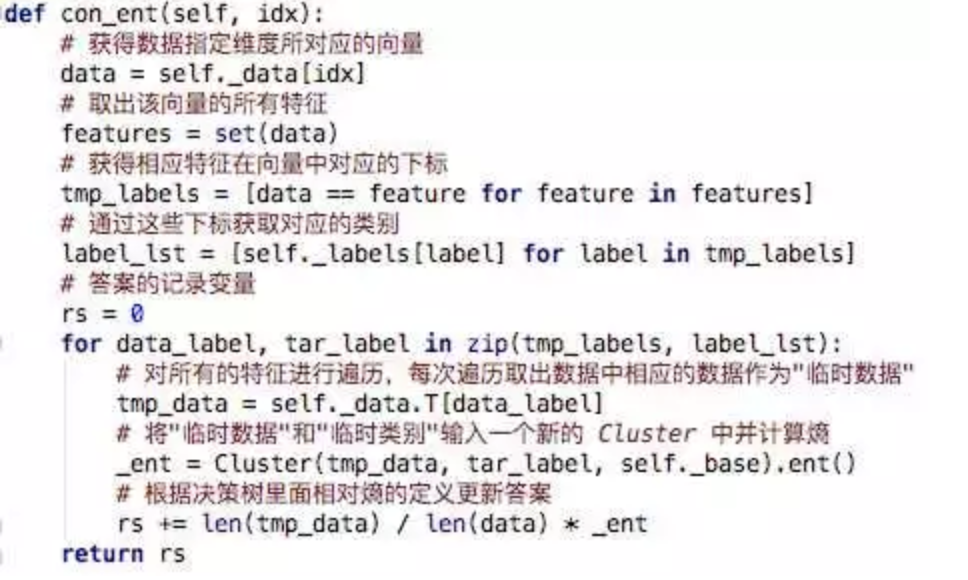 def con_ent(self, idx):
    # 获得数据指定维度所对应的向量
    data = self._data[idx]
    # 取出该向量的所有特征
    features = set(data)
    # 获得相应特征在向量中对应的下标
    tmp_labels = [data == feature for feature in features]
    # 通过这些下标获取对应的类别
    label_lst = [self._labels[label] for label in tmp_labels]
    # 答案的记录变量
    rs = 0
    for data_label, tar_label in zip(tmp_labels, label_lst):
        # 对所有的特征进行遍历，每次遍历取出数据中相应的数据作为"临时数据"
        tmp_data = self._data.T[data_label]
        # 将"临时数据"和"临时类别"输入一个新的 Cluster 中并计算熵
        _ent = Cluster(tmp_data, tar_label, self._base).ent()
        # 根据决策树里面相对熵的定义更新答案
        rs += len(tmp_data) / len(data) * _ent
    return rs